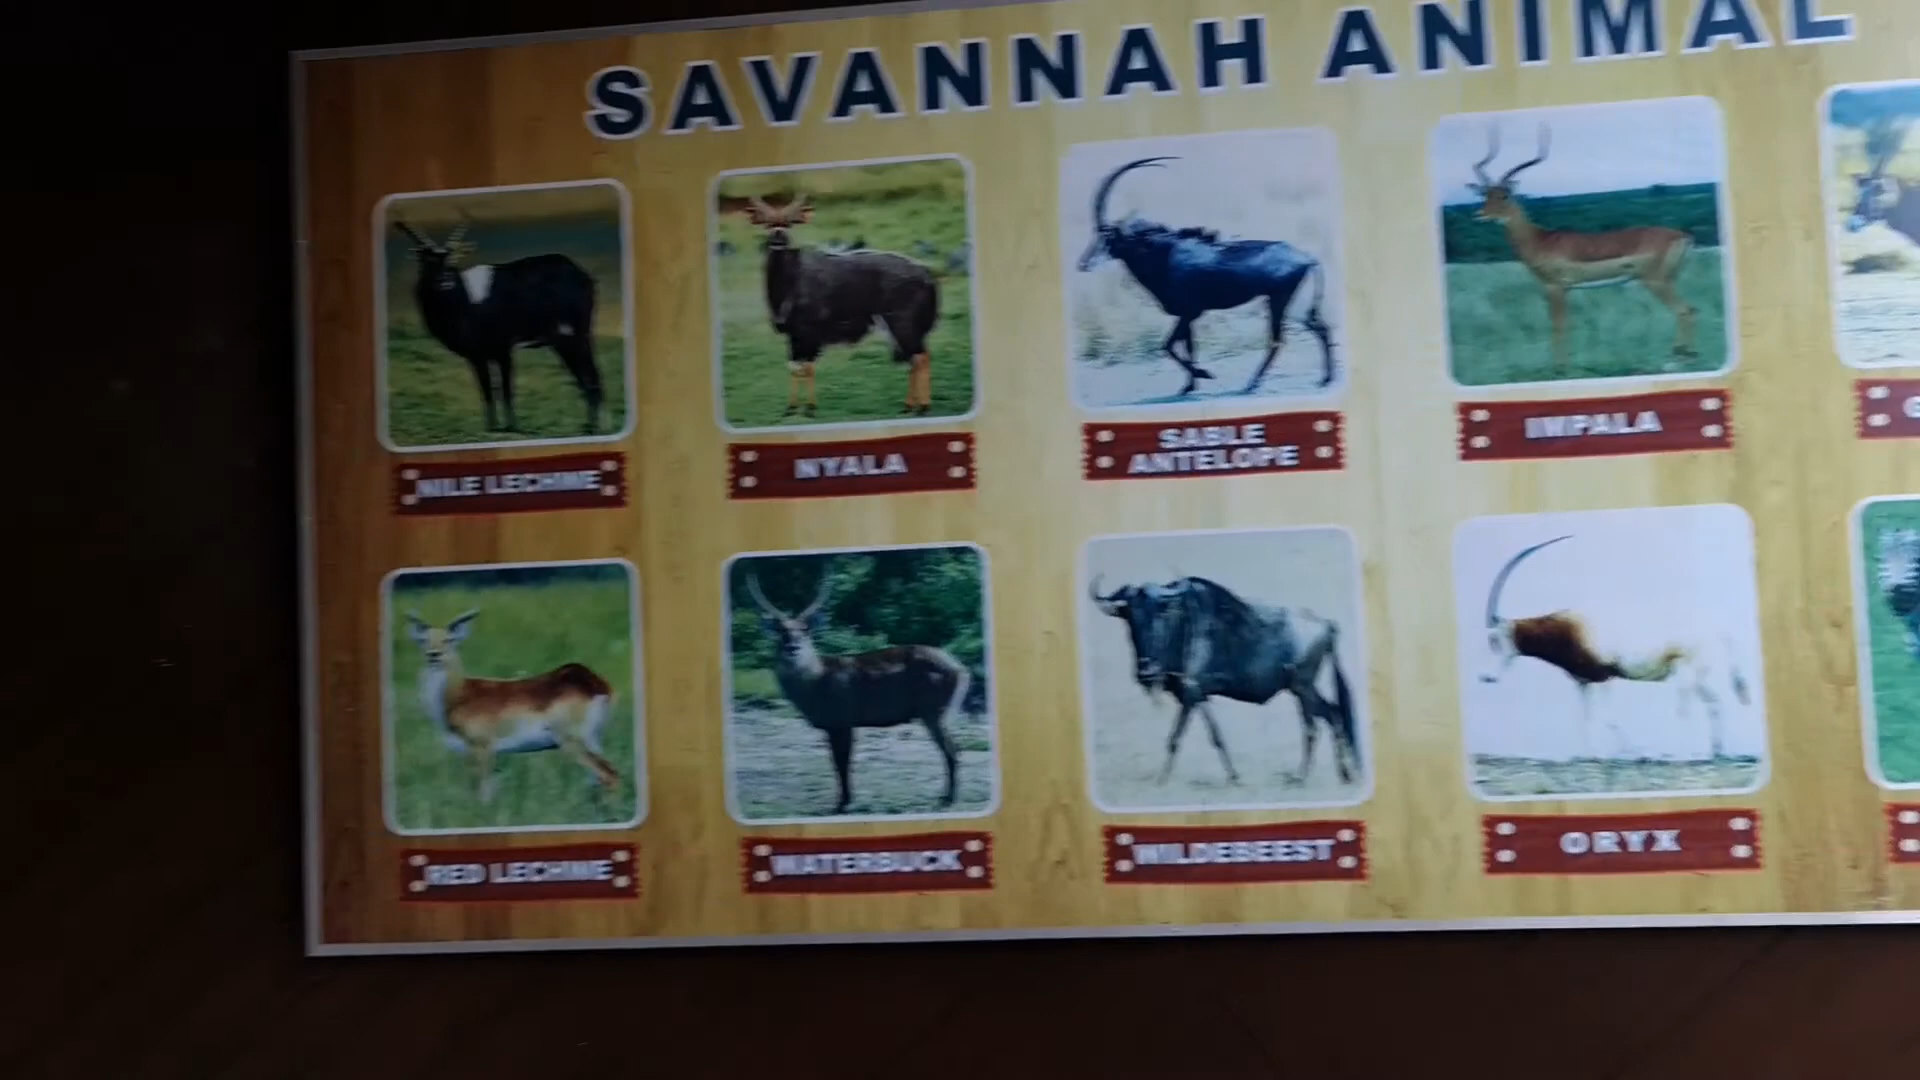 SAVANNAH ANIMAL
NILE LECHWE
NYALA
SABLE
ANTELOPE
IMPALA
RED LECHWE
WATERBUCK
WILDEBEEST
ORYX